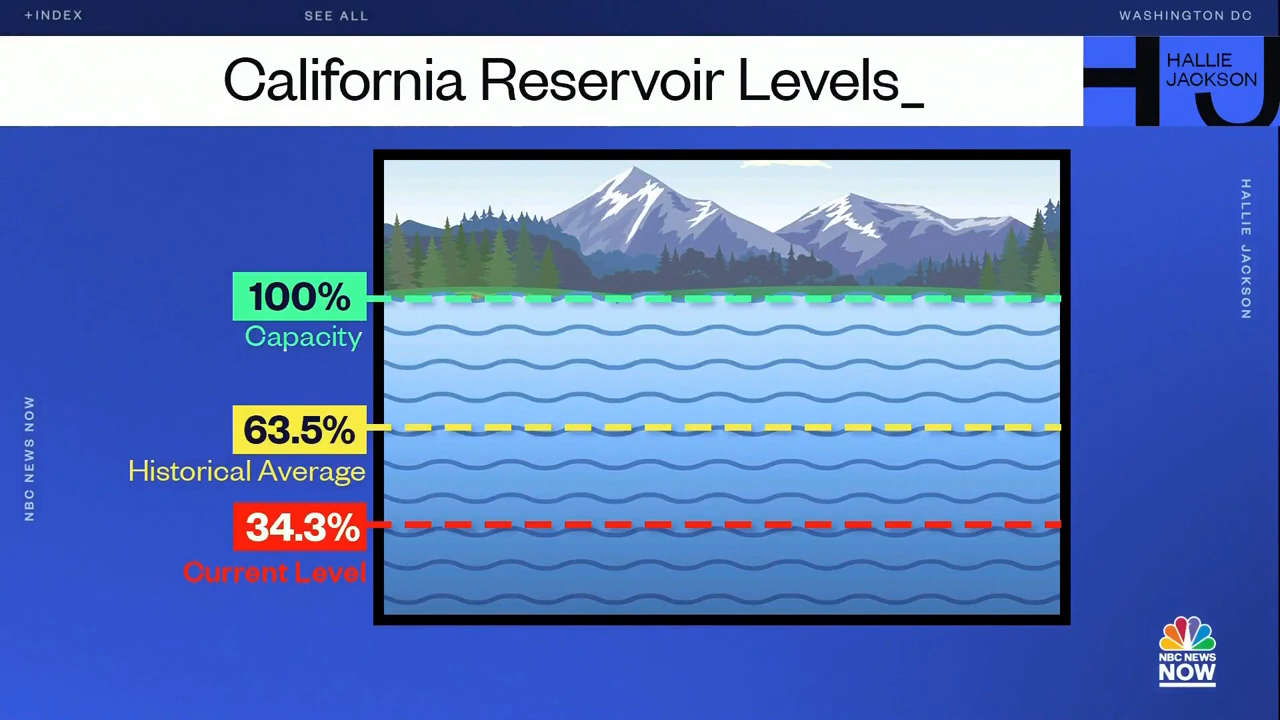 +INDEX
SEE ALL
WASHINGTON DC
California Reservoir Levels_
HJ
HALLIE
JACKSON
100%
Capacity
63.5%
Historical Average
34.3%
Current Level
NBC NEWS NOW
HALLIE JACKSON
NBC NEWS
NOW